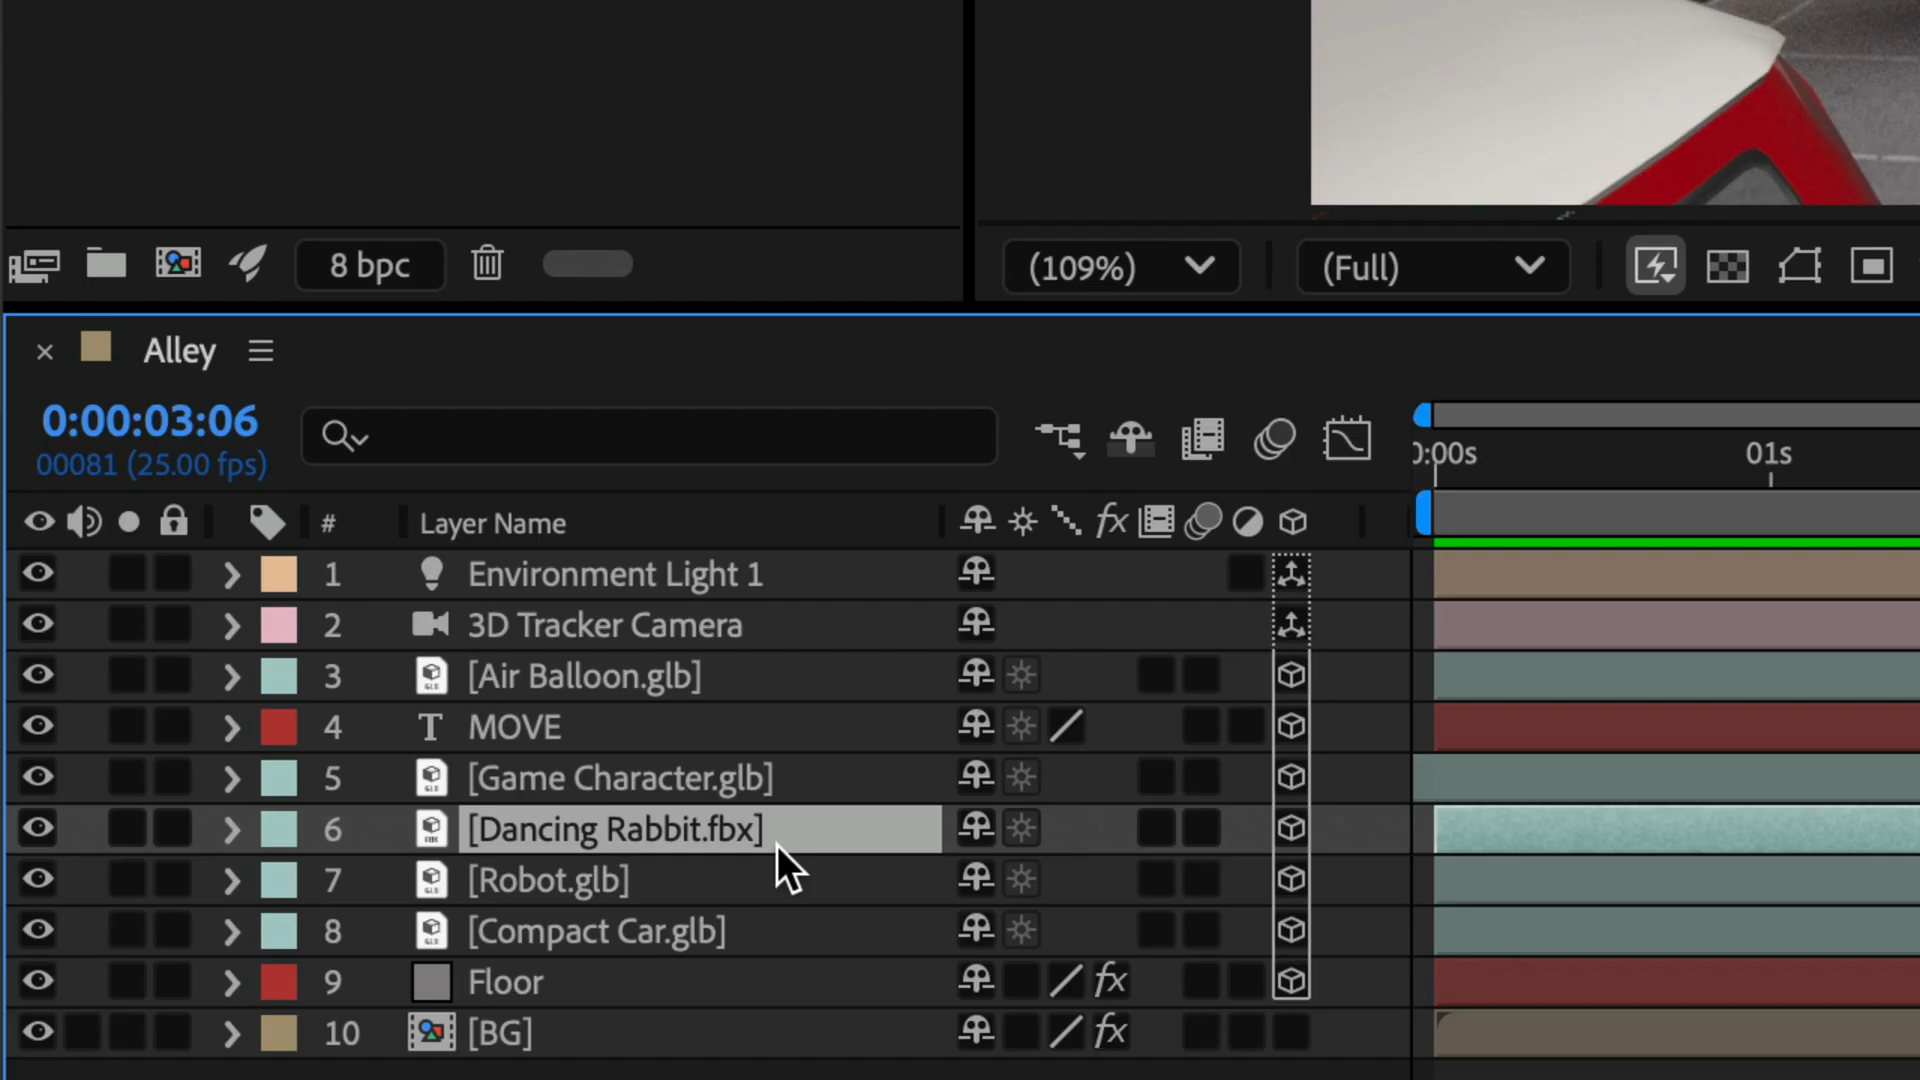 8 bpc
(109%)
(Full)
Alley
0:00:03:06
00081 (25.00 fps)
0:00s
01s
#
Layer Name
fx
1 Environment Light 1
2 3D Tracker Camera
3 [Air Balloon.glb]
4 T MOVE
5 [Game Character.glb]
6 [Dancing Rabbit.fbx]
7 [Robot.glb]
8 [Compact Car.glb]
9 Floor fx
10 [BG] fx